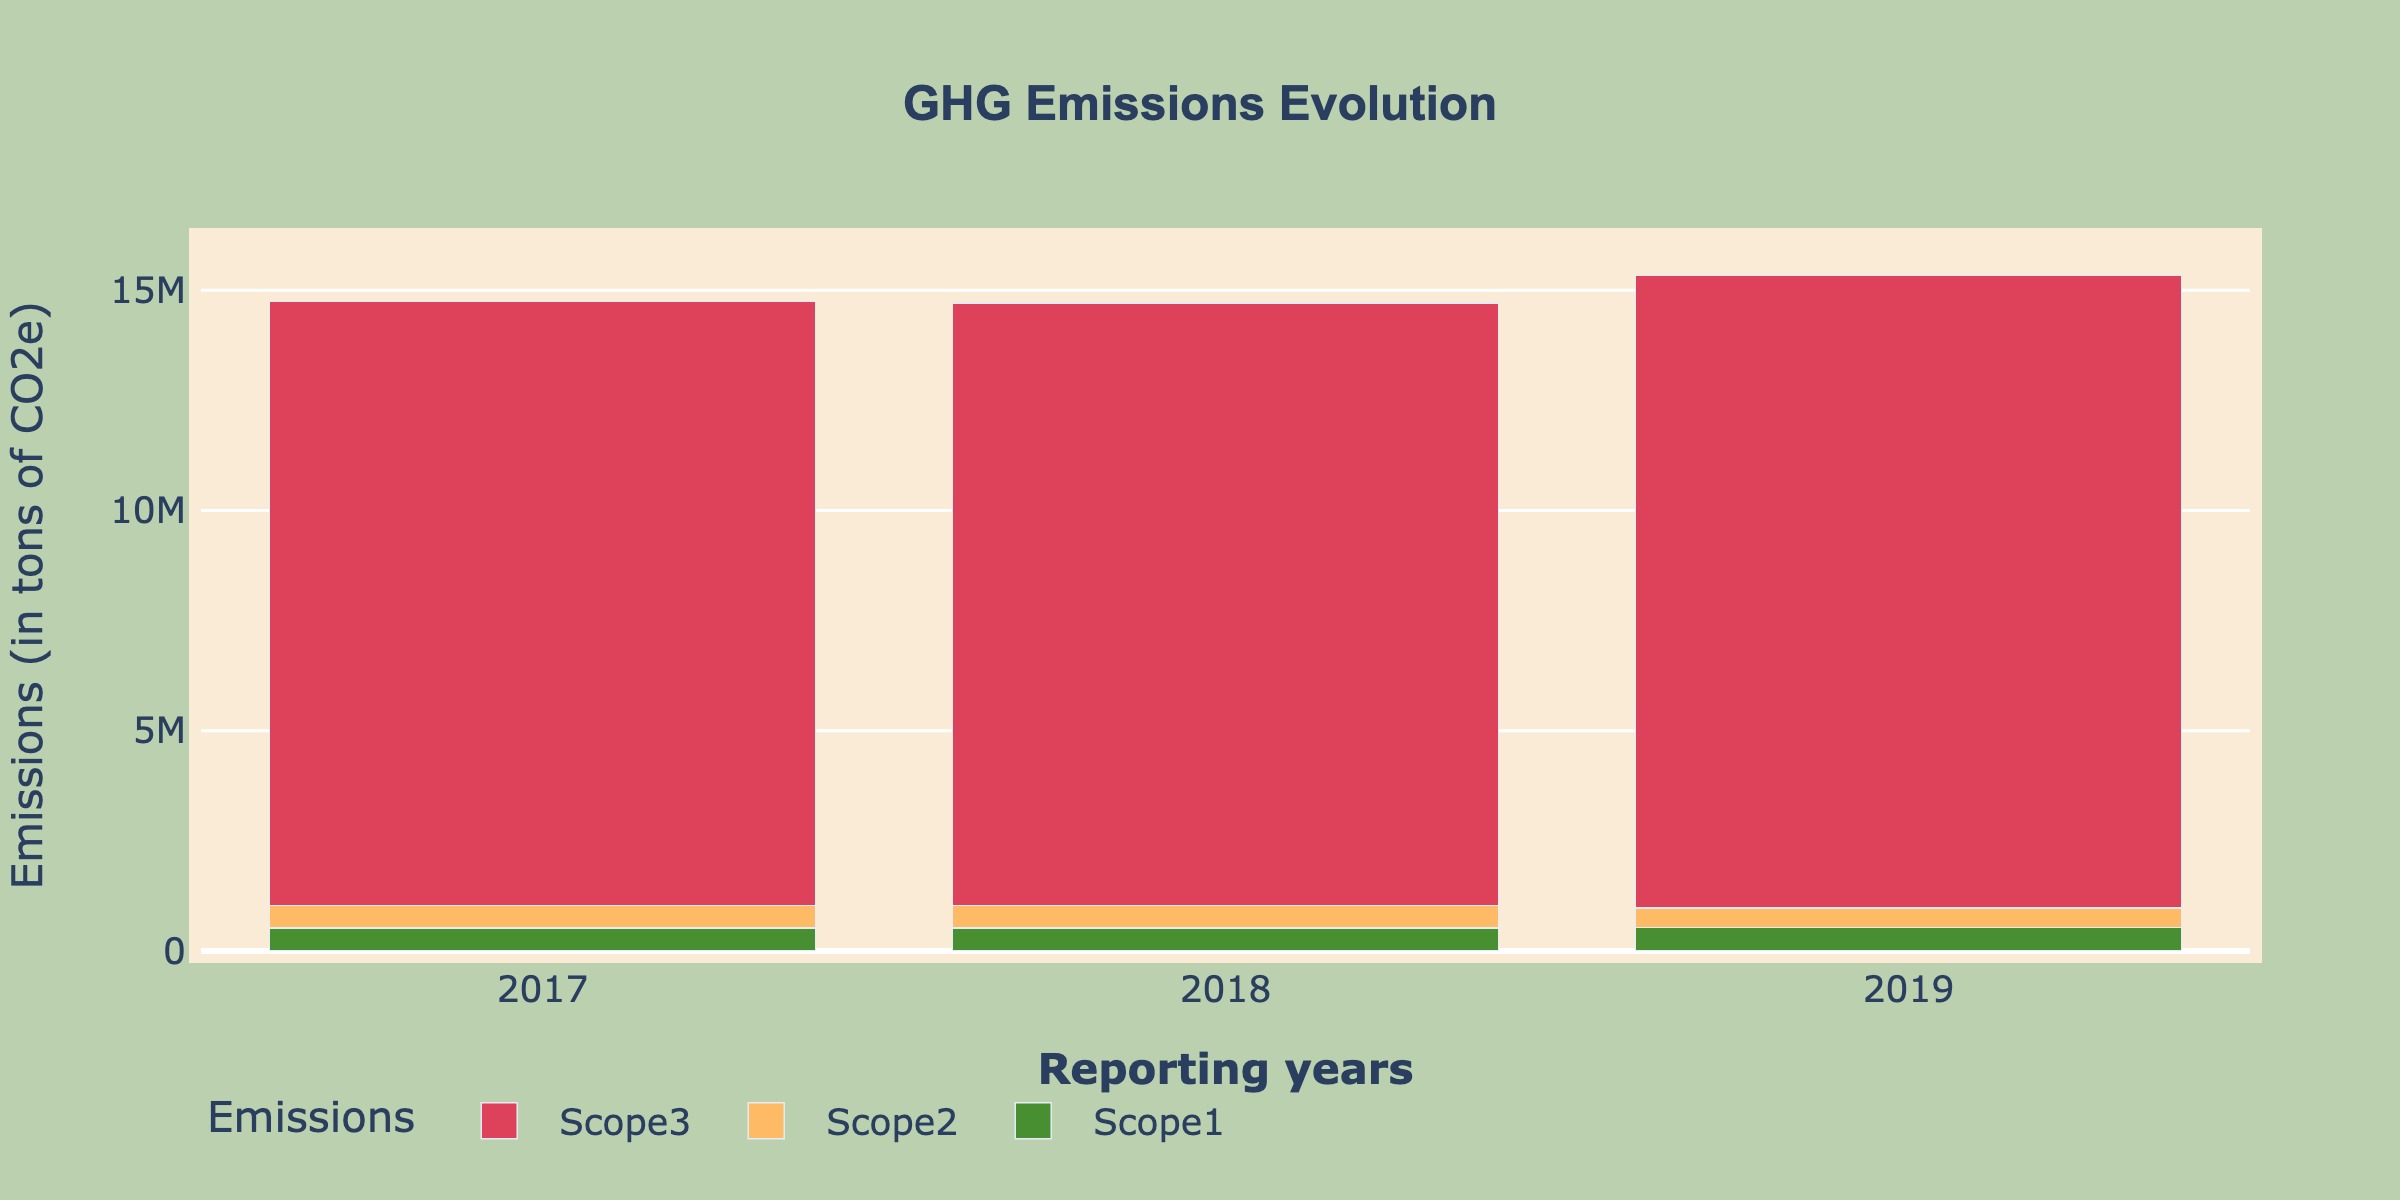 GHG Emissions Evolution
Emissions (in tons of CO2e)
15M
10M
5M
0
2017 2018 2019
Reporting years
Emissions Scope3 Scope2 Scope1